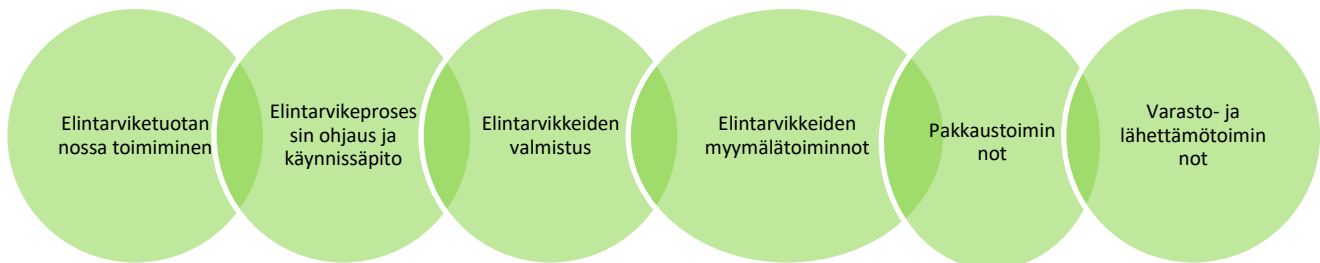 Elintarviketuotan
nossa toimiminen
Elintarvikeproses
sin ohjaus ja
käynnissäpito
Elintarvikkeiden
valmistus
Elintarvikkeiden
myymälätoiminnot
Pakkaustoimin
not
Varasto- ja
lähettämötoimin
not